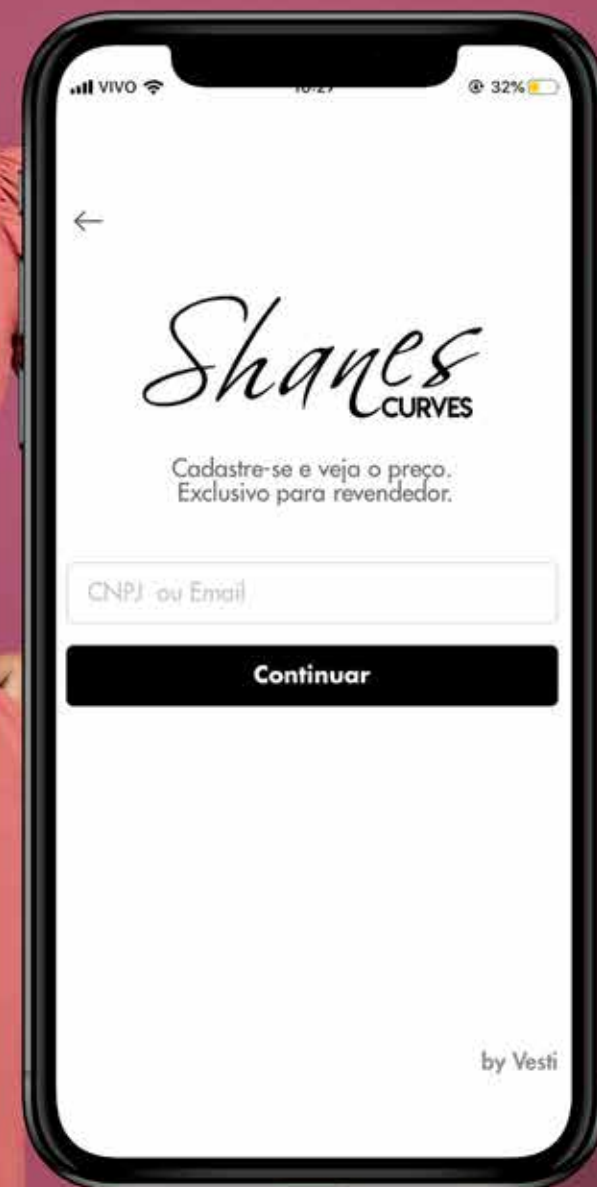 VIVO
32%
Shanes
CURVES
Cadastre-se e veja o preço.
Exclusivo para revendedor.
CNPJ ou Email
Continuar
by Vesti